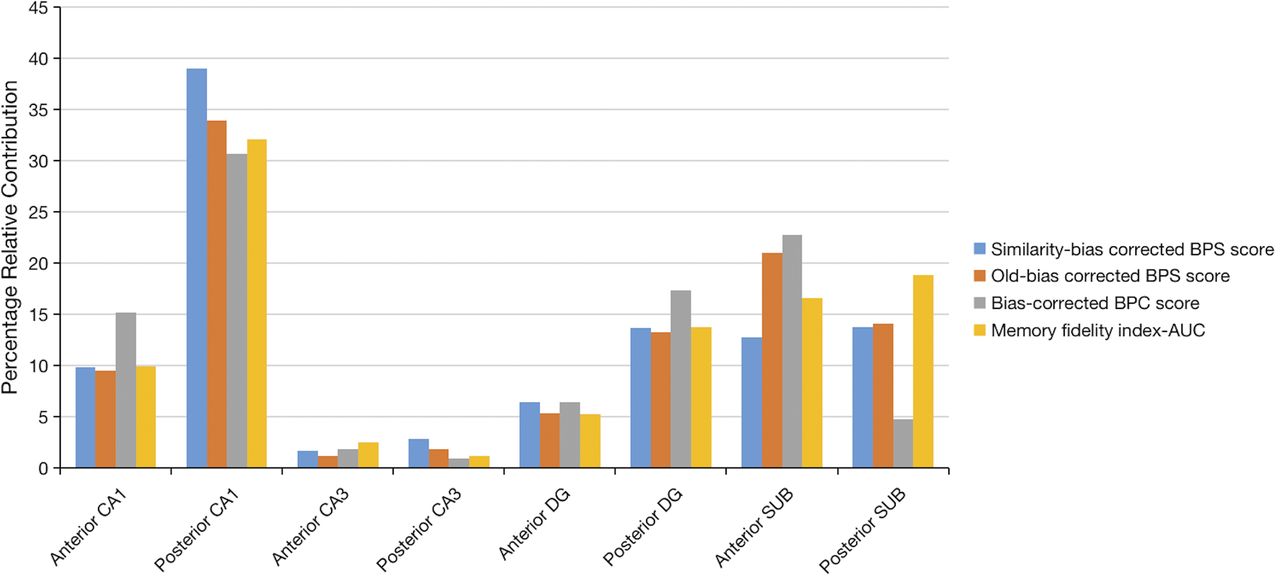 Percentage Relative Contribution
45
40
35
30
25
20
15
10
5
0
Anterior CA1
Posterior CA1
Anterior CA3
Posterior CA3
Anterior DG
Posterior DG
Anterior SUB
Posterior SUB
Similarity-bias corrected BPS score
Old-bias corrected BPS score
Bias-corrected BPC score
Memory fidelity index-AUC